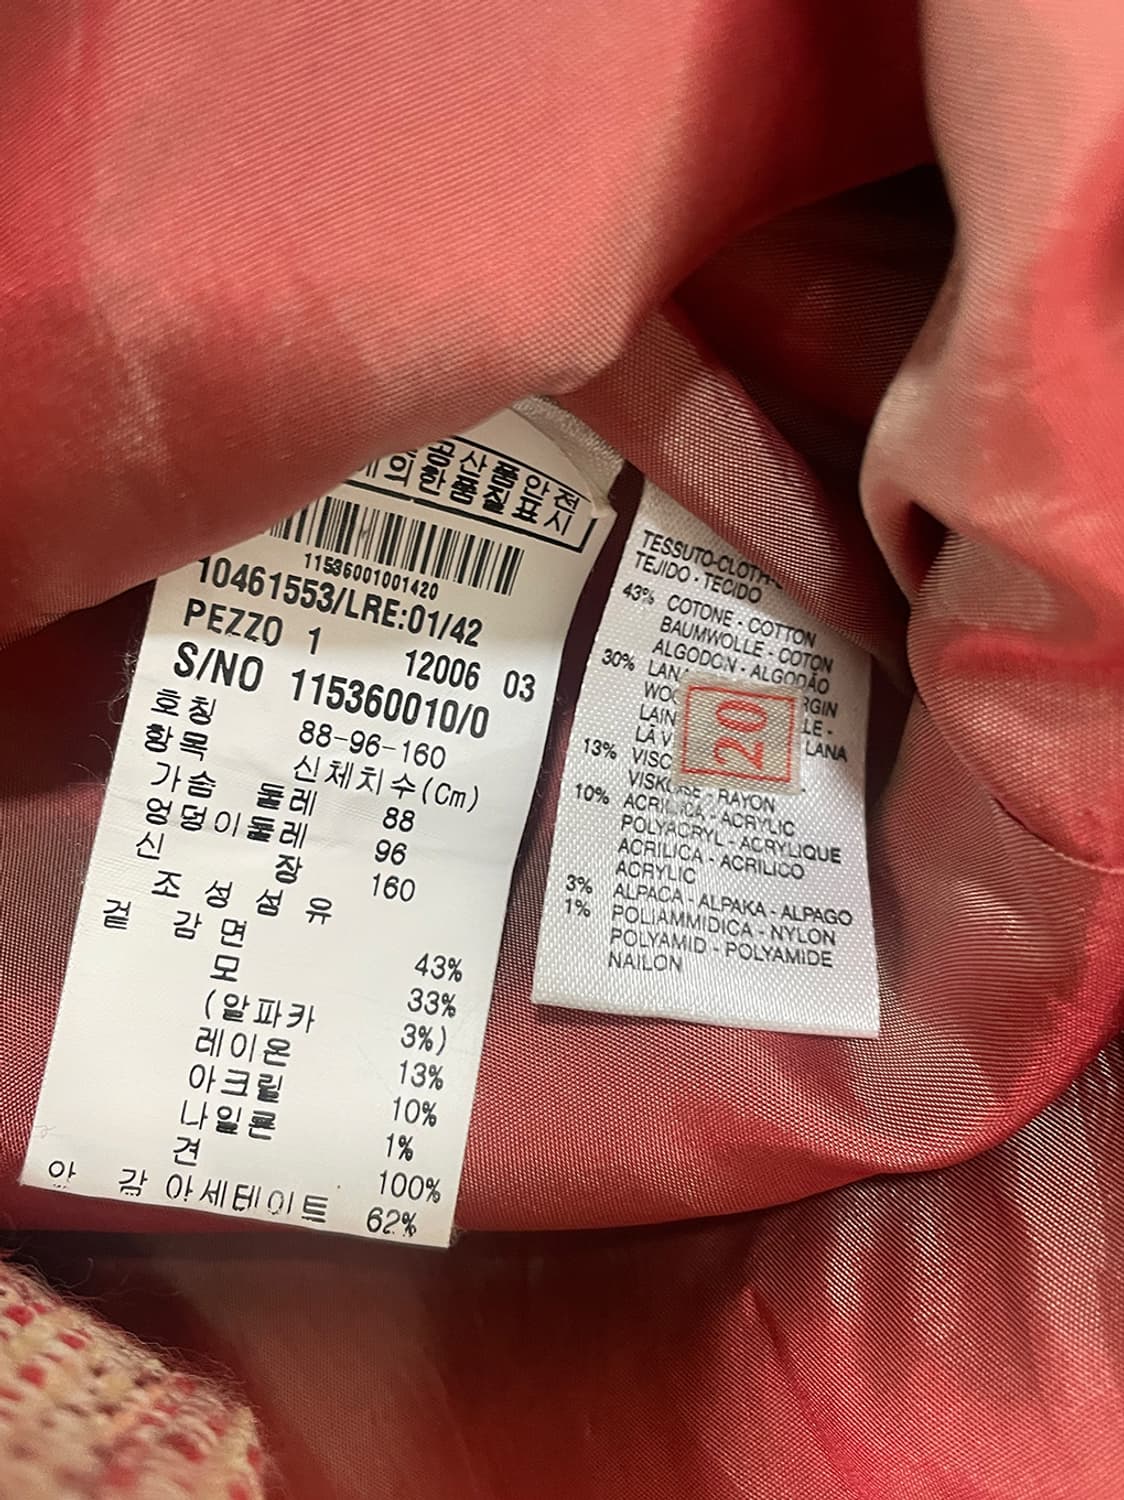 공산품안전
에의한품질표시
11536001001420
10461553/LRE:01/42
PEZZO 1 12006 03
S/NO 115360010/0
호칭 88-96-160
항목 신체치수(Cm)
가슴 둘레 88
엉덩이둘레 96
신 장 160
조 성 섬 유
겉 감 면 43%
모 33%
(알파카 3%)
레이온 13%
아크릴 10%
나일론 1%
견 100%
안 감 아세테이트 62%
TESSUTO-CLOTH-
TEJIDO - TECIDO
43% COTONE - COTTON
BAUMWOLLE - COTON
ALGODON - ALGODÃO
30% LANA
LANA
13%
VISKOSE - RAYON
10% ACRILICA - ACRYLIC
POLYACRYL - ACRYLIQUE
ACRILICA - ACRILICO
ACRYLIC
3% ALPACA - ALPAKA - ALPAGO
1% POLIAMMIDICA - NYLON
POLYAMID - POLYAMIDE
NAILON
20